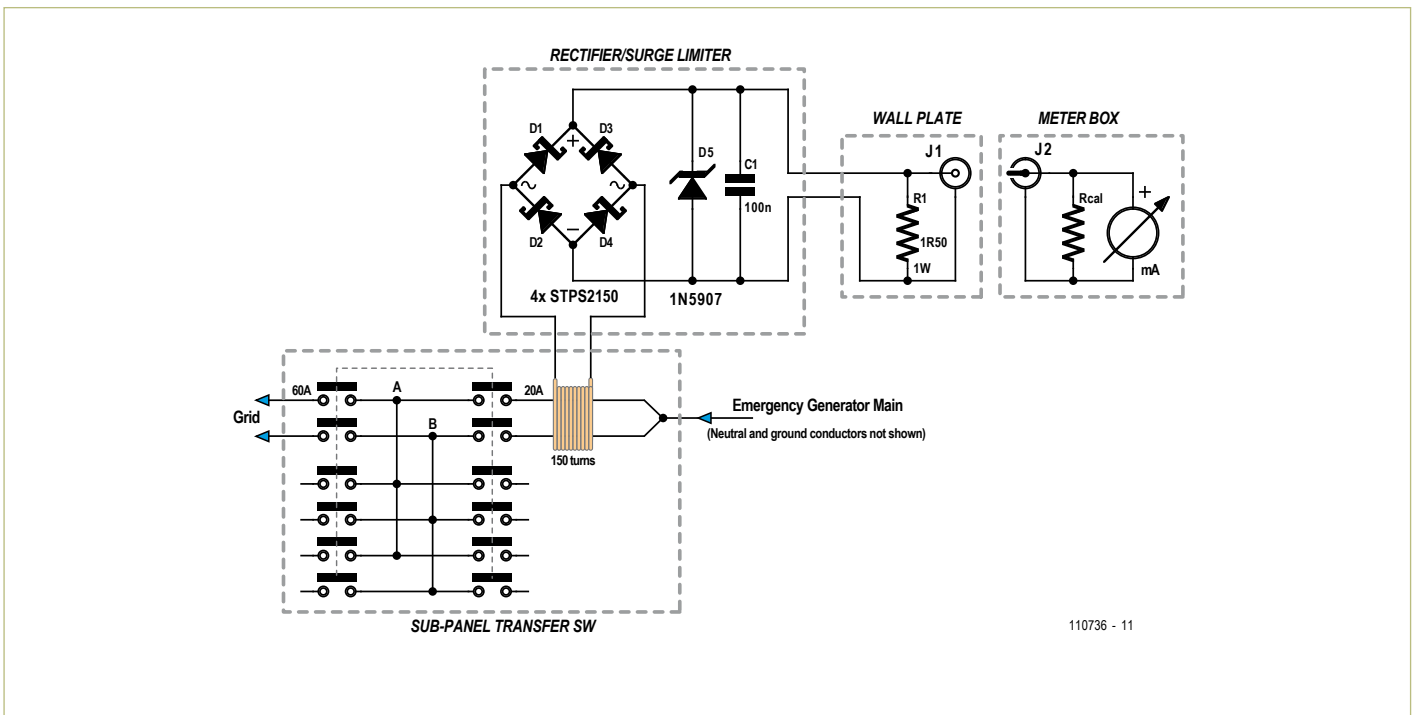 RECTIFIER/SURGE LIMITER
WALL PLATE
METER BOX
D1
D3
D5
C1
J1
J2
+
~
~
–
100n
R1
Rcal
+
D2
D4
1R50
1W
mA
4x STPS2150
1N5907
60A
A
20A
Grid
B
Emergency Generator Main
(Neutral and ground conductors not shown)
150 turns
SUB-PANEL TRANSFER SW
110736 - 11